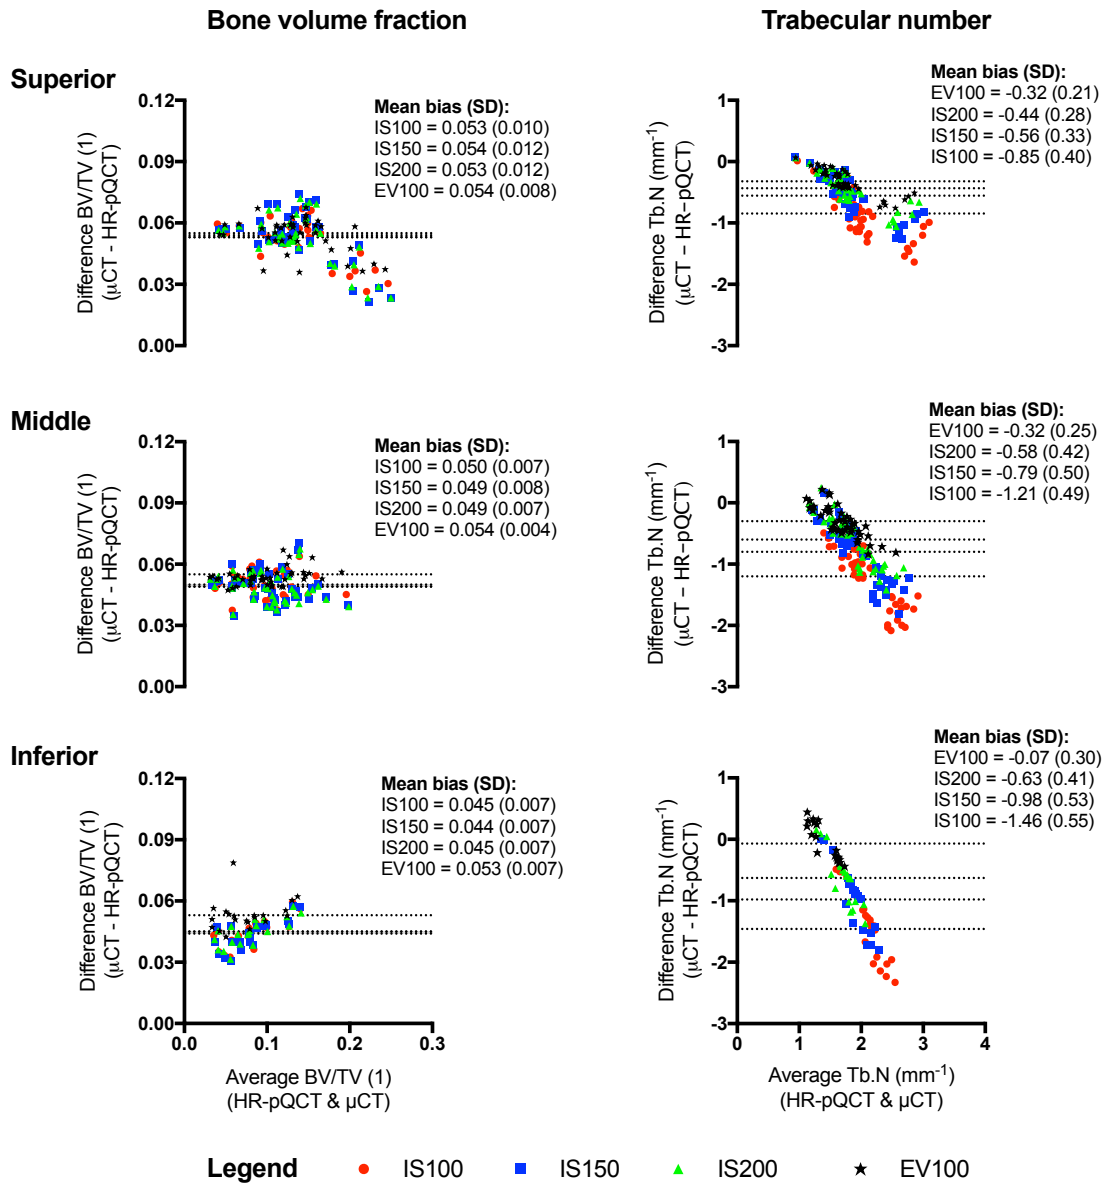 Bone volume fraction
Trabecular number
Superior
Difference BV/TV (1)
(µCT - HR-pQCT)
0.12
0.09
0.06
0.03
0.00
Mean bias (SD):
IS100 = 0.053 (0.010)
IS150 = 0.054 (0.012)
IS200 = 0.053 (0.012)
EV100 = 0.054 (0.008)
Difference Tb.N (mm⁻¹)
(µCT – HR–pQCT)
1
0
-1
-2
-3
Mean bias (SD):
EV100 = -0.32 (0.21)
IS200 = -0.44 (0.28)
IS150 = -0.56 (0.33)
IS100 = -0.85 (0.40)
Middle
Difference BV/TV (1)
(µCT - HR-pQCT)
0.12
0.09
0.06
0.03
0.00
Mean bias (SD):
IS100 = 0.050 (0.007)
IS150 = 0.049 (0.008)
IS200 = 0.049 (0.007)
EV100 = 0.054 (0.004)
Difference Tb.N (mm⁻¹)
(µCT – HR–pQCT)
1
0
-1
-2
-3
Mean bias (SD):
EV100 = -0.32 (0.25)
IS200 = -0.58 (0.42)
IS150 = -0.79 (0.50)
IS100 = -1.21 (0.49)
Inferior
Difference BV/TV (1)
(µCT - HR-pQCT)
0.12
0.09
0.06
0.03
0.00
0.0 0.1 0.2 0.3
Mean bias (SD):
IS100 = 0.045 (0.007)
IS150 = 0.044 (0.007)
IS200 = 0.045 (0.007)
EV100 = 0.053 (0.007)
Average BV/TV (1)
(HR-pQCT & µCT)
Difference Tb.N (mm⁻¹)
(µCT – HR-pQCT)
1
0
-1
-2
-3
0 1 2 3 4
Mean bias (SD):
EV100 = -0.07 (0.30)
IS200 = -0.63 (0.41)
IS150 = -0.98 (0.53)
IS100 = -1.46 (0.55)
Average Tb.N (mm⁻¹)
(HR-pQCT & µCT)
Legend IS100 IS150 IS200 EV100